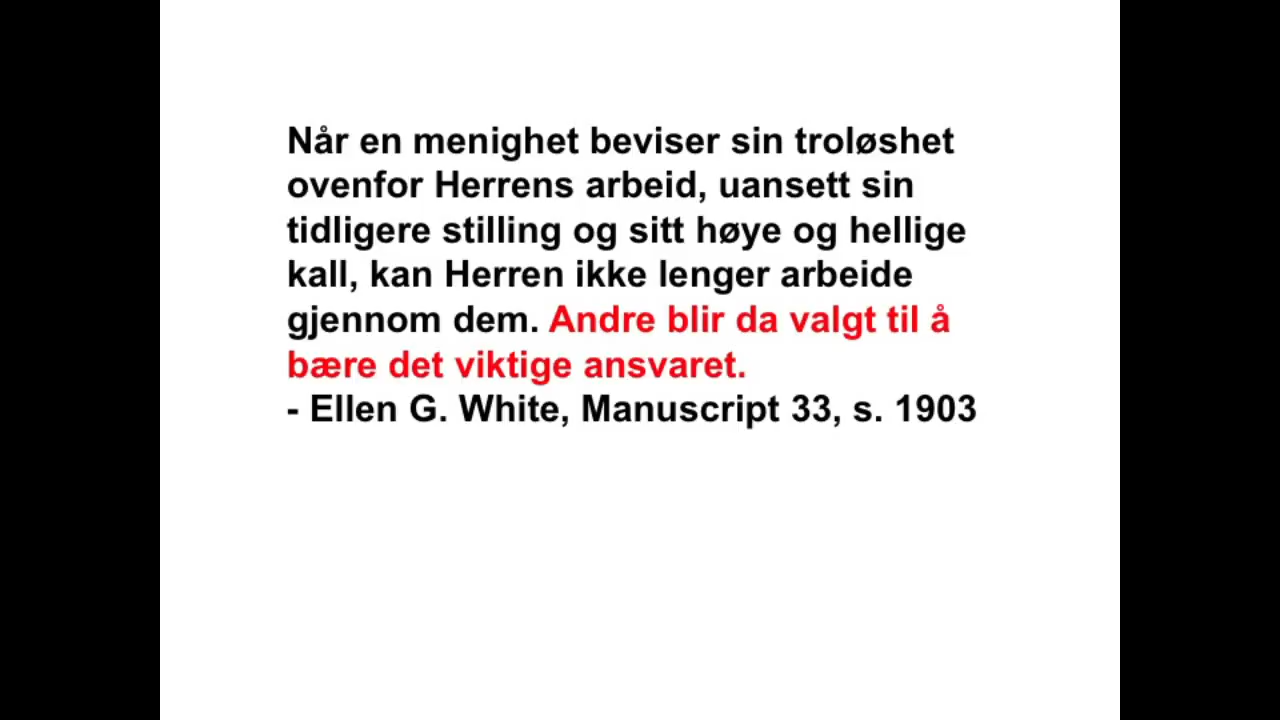 Når en menighet beviser sin troløshet
ovenfor Herrens arbeid, uansett sin
tidligere stilling og sitt høye og hellige
kall, kan Herren ikke lenger arbeide
gjennom dem. Andre blir da valgt til å
bære det viktige ansvaret.
- Ellen G. White, Manuscript 33, s. 1903